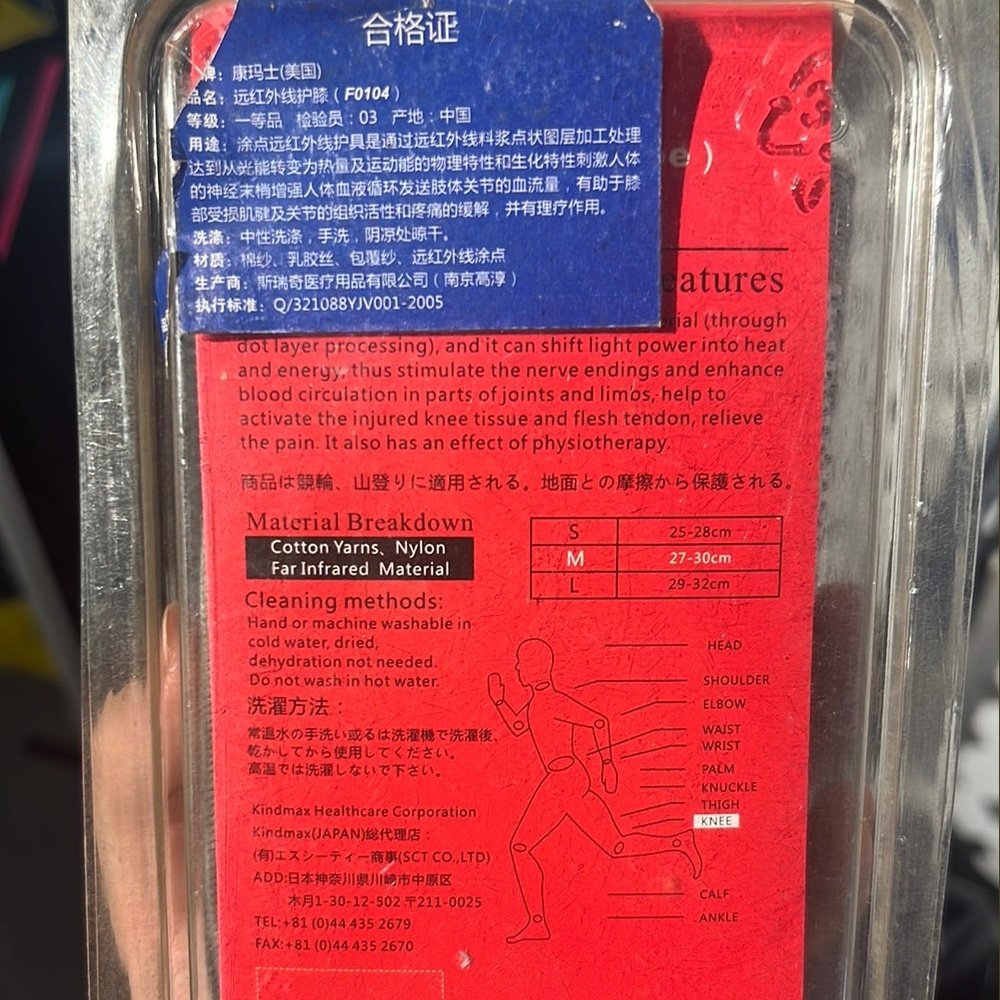 合格证
牌：康玛士(美国)
品名：远红外线护膝（F0104）
等级：一等品 检验员：03 产地：中国
用途：涂点远红外线护具是通过远红外线料浆点状图层加工处理
达到从光能转变为热量及运动能的物理特性和生化特性刺激人体
的神经末梢增强人体血液循环发送肢体关节的血流量，有助于膝
部受损肌腱及关节的组织活性和疼痛的缓解，并有理疗作用。
洗涤：中性洗涤，手洗，阴凉处晾干。
材质：棉纱、乳胶丝、包覆纱、远红外线涂点
生产商：斯瑞奇医疗用品有限公司（南京高淳）
执行标准：Q/321088YJV001-2005
e）
eatures
rial (through
dot layer processing), and it can shift light power into heat
and energy, thus stimulate the nerve endings and enhance
blood circulation in parts of joints and limbs, help to
activate the injured knee tissue and flesh tendon, relieve
the pain. It also has an effect of physiotherapy.
商品は競輪、山登りに適用される。地面との摩擦から保護される。
Material Breakdown
Cotton Yarns、Nylon
Far Infrared Material
S 25-28cm
M 27-30cm
L 29-32cm
Cleaning methods:
Hand or machine washable in
cold water, dried,
dehydration not needed.
Do not wash in hot water.
洗濯方法：
常温水の手洗い或るは洗濯機で洗濯後、
乾かしてから使用してください。
高温では洗濯しないで下さい。
Kindmax Healthcare Corporation
Kindmax(JAPAN)総代理店：
(有)エスシーティー商事(SCT CO.,LTD)
ADD:日本神奈川県川崎市中原区
木月1-30-12-502 〒211-0025
TEL:+81 (0)44 435 2679
FAX:+81 (0)44 435 2670
HEAD
SHOULDER
ELBOW
WAIST
WRIST
PALM
KNUCKLE
THIGH
KNEE
CALF
ANKLE